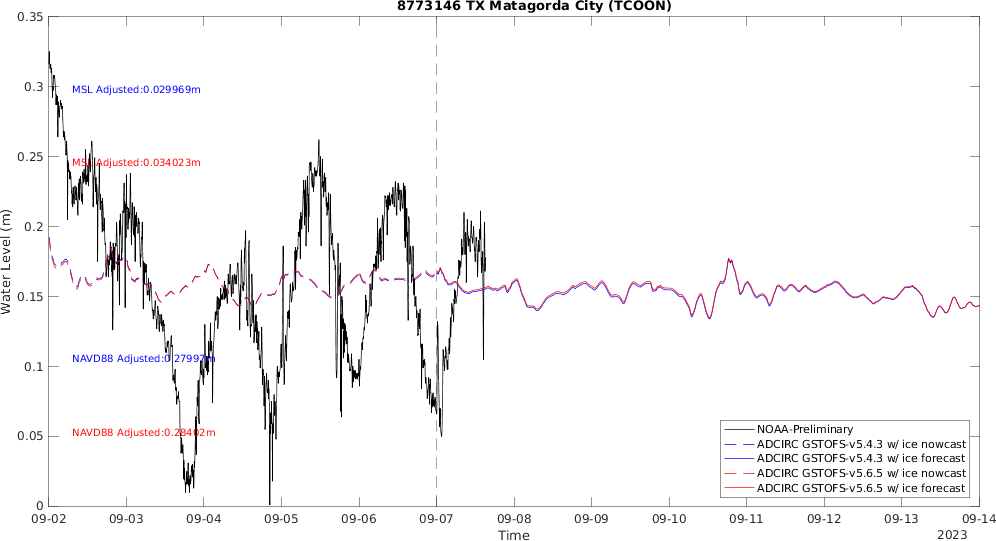 8773146 TX Matagorda City (TCOON)
0.35
0.3
0.25
0.2
0.15
0.1
0.05
0
Water Level (m)
MSL Adjusted:0.029969m
MSL Adjusted:0.034023m
NAVD88 Adjusted:0.27997m
NAVD88 Adjusted:0.28402m
NOAA-Preliminary
ADCIRC GSTOFS-v5.4.3 w/ ice nowcast
ADCIRC GSTOFS-v5.4.3 w/ ice forecast
ADCIRC GSTOFS-v5.6.5 w/ ice nowcast
ADCIRC GSTOFS-v5.6.5 w/ ice forecast
09-02 09-03 09-04 09-05 09-06 09-07 09-08 09-09 09-10 09-11 09-12 09-13 09-14
Time
2023